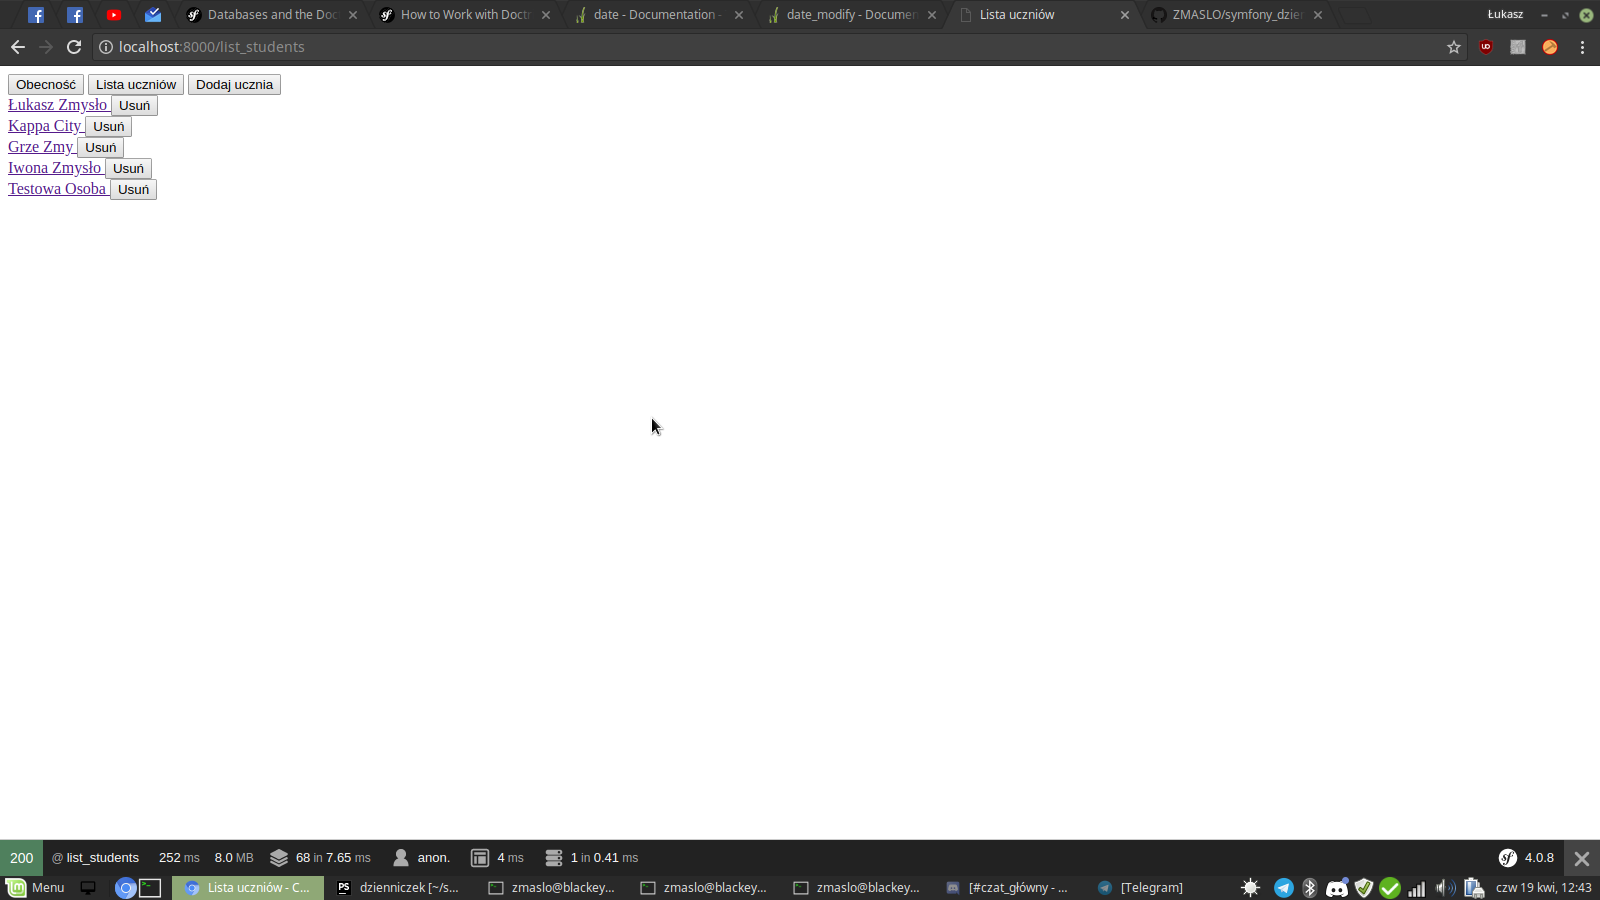 Databases and the Doc
How to Work with Doctr
date - Documentation -
date_modify - Documen
Lista uczniów
ZMASLO/symfony_dzie
Łukasz
localhost:8000/list_students
Obecność Lista uczniów Dodaj ucznia
Łukasz Zmysło Usuń
Kappa City Usuń
Grze Zmy Usuń
Iwona Zmysło Usuń
Testowa Osoba Usuń
200 @ list_students 252 ms 8.0 MB 68 in 7.65 ms anon. 4 ms 1 in 0.41 ms sf 4.0.8
Menu Lista uczniów - C... PS dzienniczek [~/s... zmaslo@blackey... zmaslo@blackey... zmaslo@blackey... [#czat_główny - ... [Telegram] czw 19 kwi, 12:43